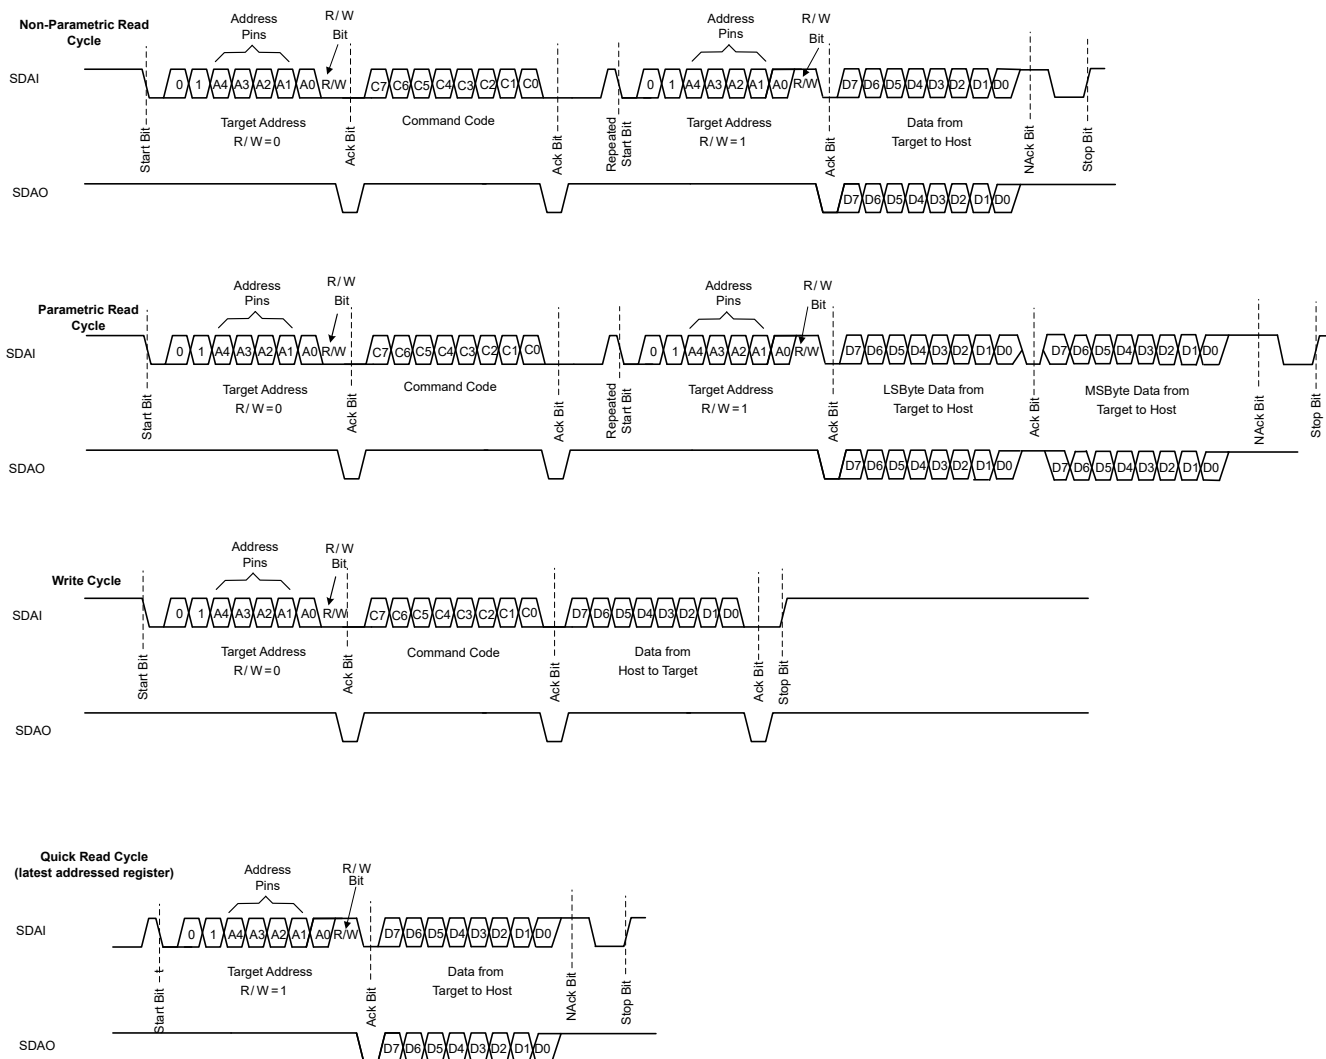 Non-Parametric Read
Cycle
Address
Pins
R/ W
Bit
Address
Pins
R/ W
Bit
SDAI
0 1 A4 A3 A2 A1 A0 R/W C7 C6 C5 C4 C3 C2 C1 C0 0 1 A4 A3 A2 A1 A0 R/W D7 D6 D5 D4 D3 D2 D1 D0
Start Bit
Target Address
R/ W=0
Ack Bit
Command Code
Ack Bit
Repeated
Start Bit
Target Address
R/ W=1
Ack Bit
Data from
Target to Host
NAck Bit
Stop Bit
SDAO
D7 D6 D5 D4 D3 D2 D1 D0
Parametric Read
Cycle
Address
Pins
R/ W
Bit
Address
Pins
R/ W
Bit
SDAI
0 1 A4 A3 A2 A1 A0 R/W C7 C6 C5 C4 C3 C2 C1 C0 0 1 A4 A3 A2 A1 A0 R/W D7 D6 D5 D4 D3 D2 D1 D0 D7 D6 D5 D4 D3 D2 D1 D0
Start Bit
Target Address
R/ W=0
Ack Bit
Command Code
Ack Bit
Repeated
Start Bit
Target Address
R/ W=1
Ack Bit
LSByte Data from
Target to Host
Ack Bit
MSByte Data from
Target to Host
NAck Bit
Stop Bit
SDAO
D7 D6 D5 D4 D3 D2 D1 D0 D7 D6 D5 D4 D3 D2 D1 D0
Write Cycle
Address
Pins
R/ W
Bit
SDAI
0 1 A4 A3 A2 A1 A0 R/W C7 C6 C5 C4 C3 C2 C1 C0 D7 D6 D5 D4 D3 D2 D1 D0
Start Bit
Target Address
R/ W=0
Ack Bit
Command Code
Ack Bit
Data from
Host to Target
Ack Bit
Stop Bit
SDAO
Quick Read Cycle
(latest addressed register)
Address
Pins
R/ W
Bit
SDAI
0 1 A4 A3 A2 A1 A0 R/W D7 D6 D5 D4 D3 D2 D1 D0
Start Bit
Target Address
R/ W=1
Ack Bit
Data from
Target to Host
NAck Bit
Stop Bit
SDAO
D7 D6 D5 D4 D3 D2 D1 D0